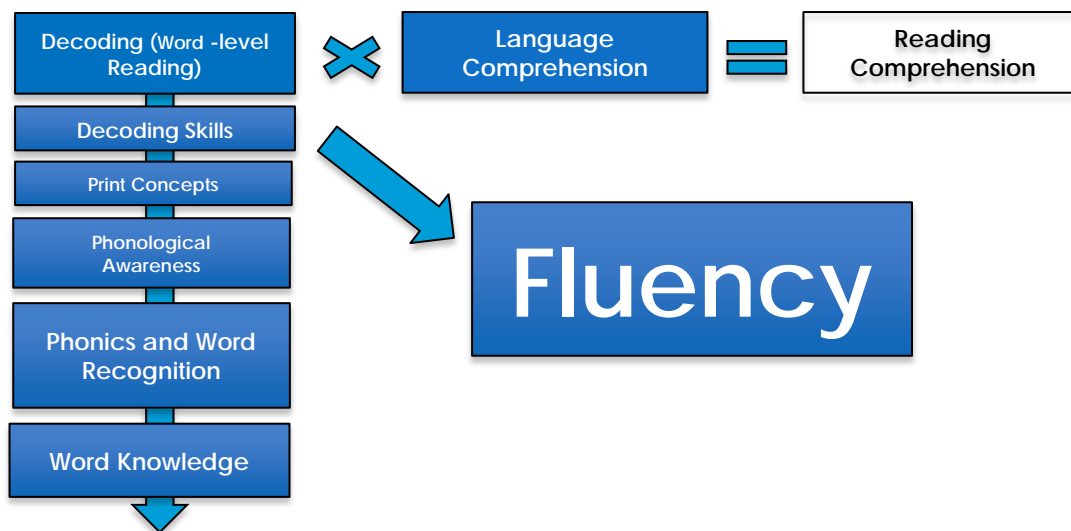 Decoding (Word -level
Reading)
Language
Comprehension
Reading
Comprehension
Decoding Skills
Print Concepts
Phonological
Awareness
Fluency
Phonics and Word
Recognition
Word Knowledge